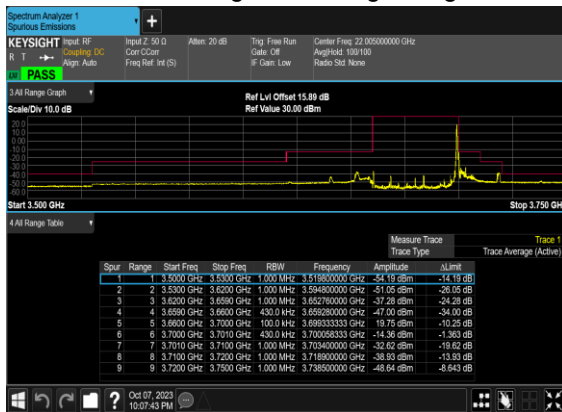 Spectrum Analyzer 1
Spurious Emissions
KEYSIGHT Input: RF Input Z: 50 Ω Atten: 20 dB Trig: Free Run Center Freq: 22.005000000 GHz
R T Coupling: DC Corr CCorr Gate: Off Avg|Hold: 100/100
Align: Auto Freq Ref: Int (S) IF Gain: Low Radio Std: None
LXI PASS
3 All Range Graph
Ref Lvl Offset 15.89 dB
Scale/Div 10.0 dB Ref Value 30.00 dBm
20.0
10.0
0.00
-10.0
-20.0
-30.0
-40.0
-50.0
-60.0
Start 3.500 GHz Stop 3.750 GH
4 All Range Table
Measure Trace Trace 1
Trace Type Trace Average (Active)
Spur Range Start Freq Stop Freq RBW Frequency Amplitude ΔLimit
1 1 3.5000 GHz 3.5300 GHz 1.000 MHz 3.519800000 GHz -54.19 dBm -14.19 dB
2 2 3.5300 GHz 3.6200 GHz 1.000 MHz 3.594800000 GHz -51.05 dBm -26.05 dB
3 3 3.6200 GHz 3.6590 GHz 1.000 MHz 3.652760000 GHz -37.28 dBm -24.28 dB
4 4 3.6590 GHz 3.6600 GHz 430.0 kHz 3.659280000 GHz -47.00 dBm -34.00 dB
5 5 3.6600 GHz 3.7000 GHz 100.0 kHz 3.699333333 GHz 19.75 dBm -10.25 dB
6 6 3.7000 GHz 3.7010 GHz 430.0 kHz 3.700058333 GHz -14.36 dBm -1.363 dB
7 7 3.7010 GHz 3.7100 GHz 1.000 MHz 3.703400000 GHz -32.62 dBm -19.62 dB
8 8 3.7100 GHz 3.7200 GHz 1.000 MHz 3.718900000 GHz -38.93 dBm -13.93 dB
9 9 3.7200 GHz 3.7500 GHz 1.000 MHz 3.738500000 GHz -48.64 dBm -8.643 dB
? Oct 07, 2023
10:07:43 PM